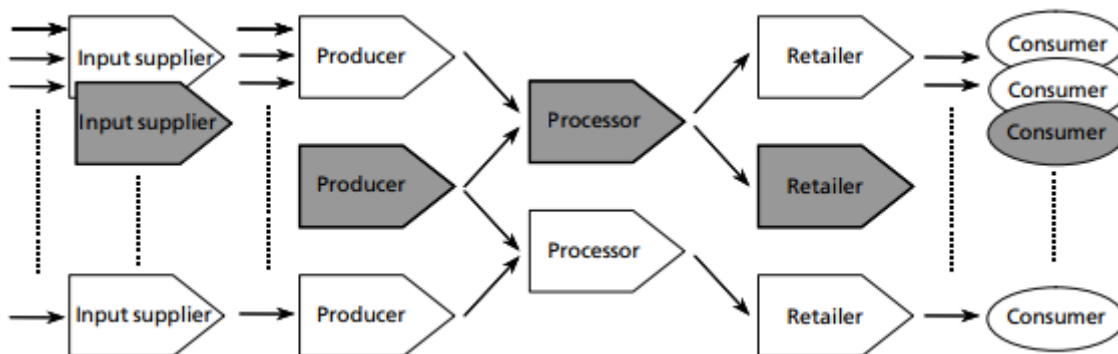 Input supplier
Producer
Retailer
Consumer
Consumer
Input supplier
Processor
Consumer
Producer
Retailer
Processor
Input supplier
Producer
Retailer
Consumer